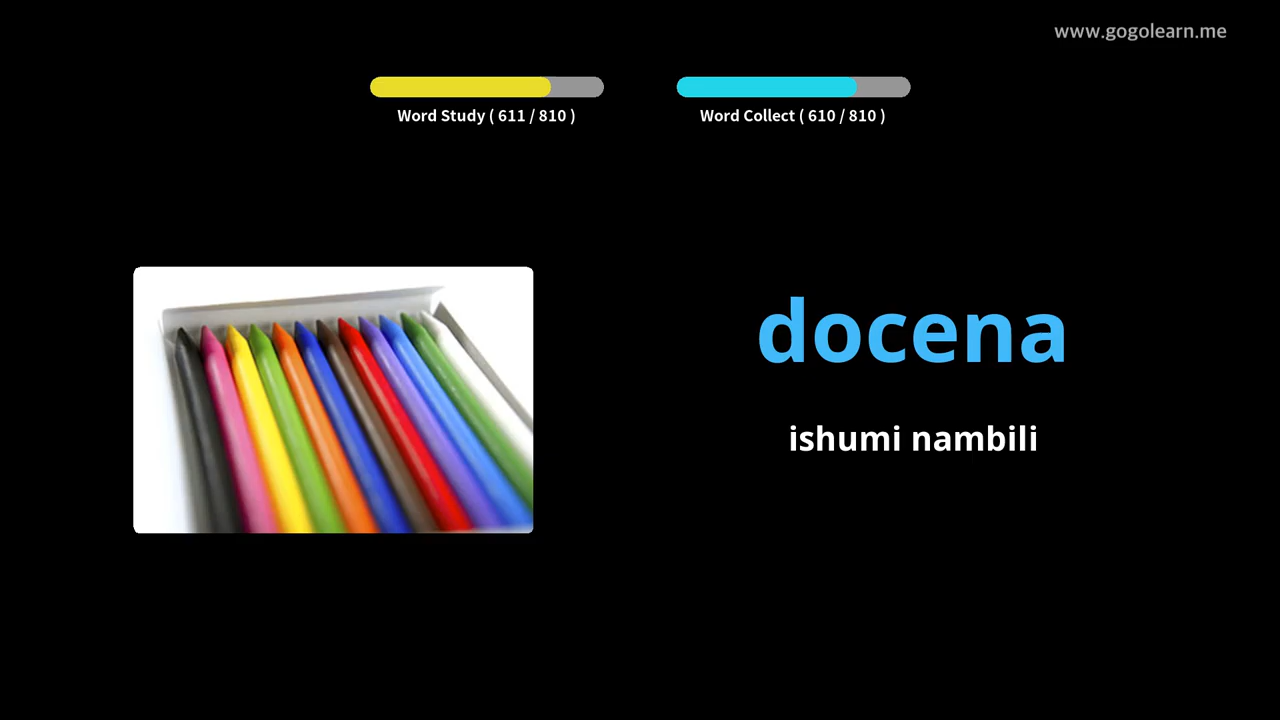 www.gogolearn.me
Word Study ( 611 / 810 )
Word Collect ( 610 / 810 )
docena
ishumi nambili